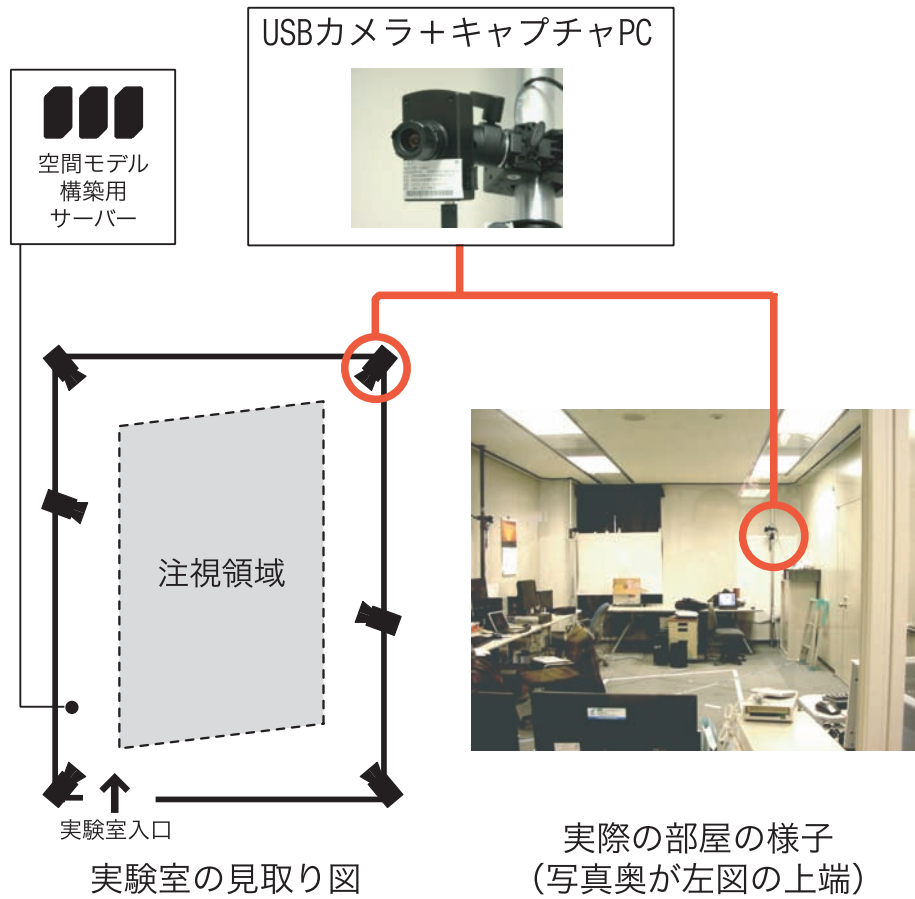 USBカメラ＋キャプチャPC
空間モデル
構築用
サーバー
注視領域
実験室入口
実験室の見取り図
実際の部屋の様子
（写真奥が左図の上端）